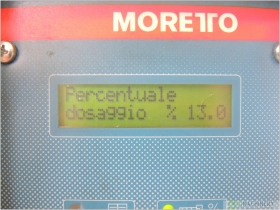 MORETTO
Percentuale
dosaggio % 13.0
%